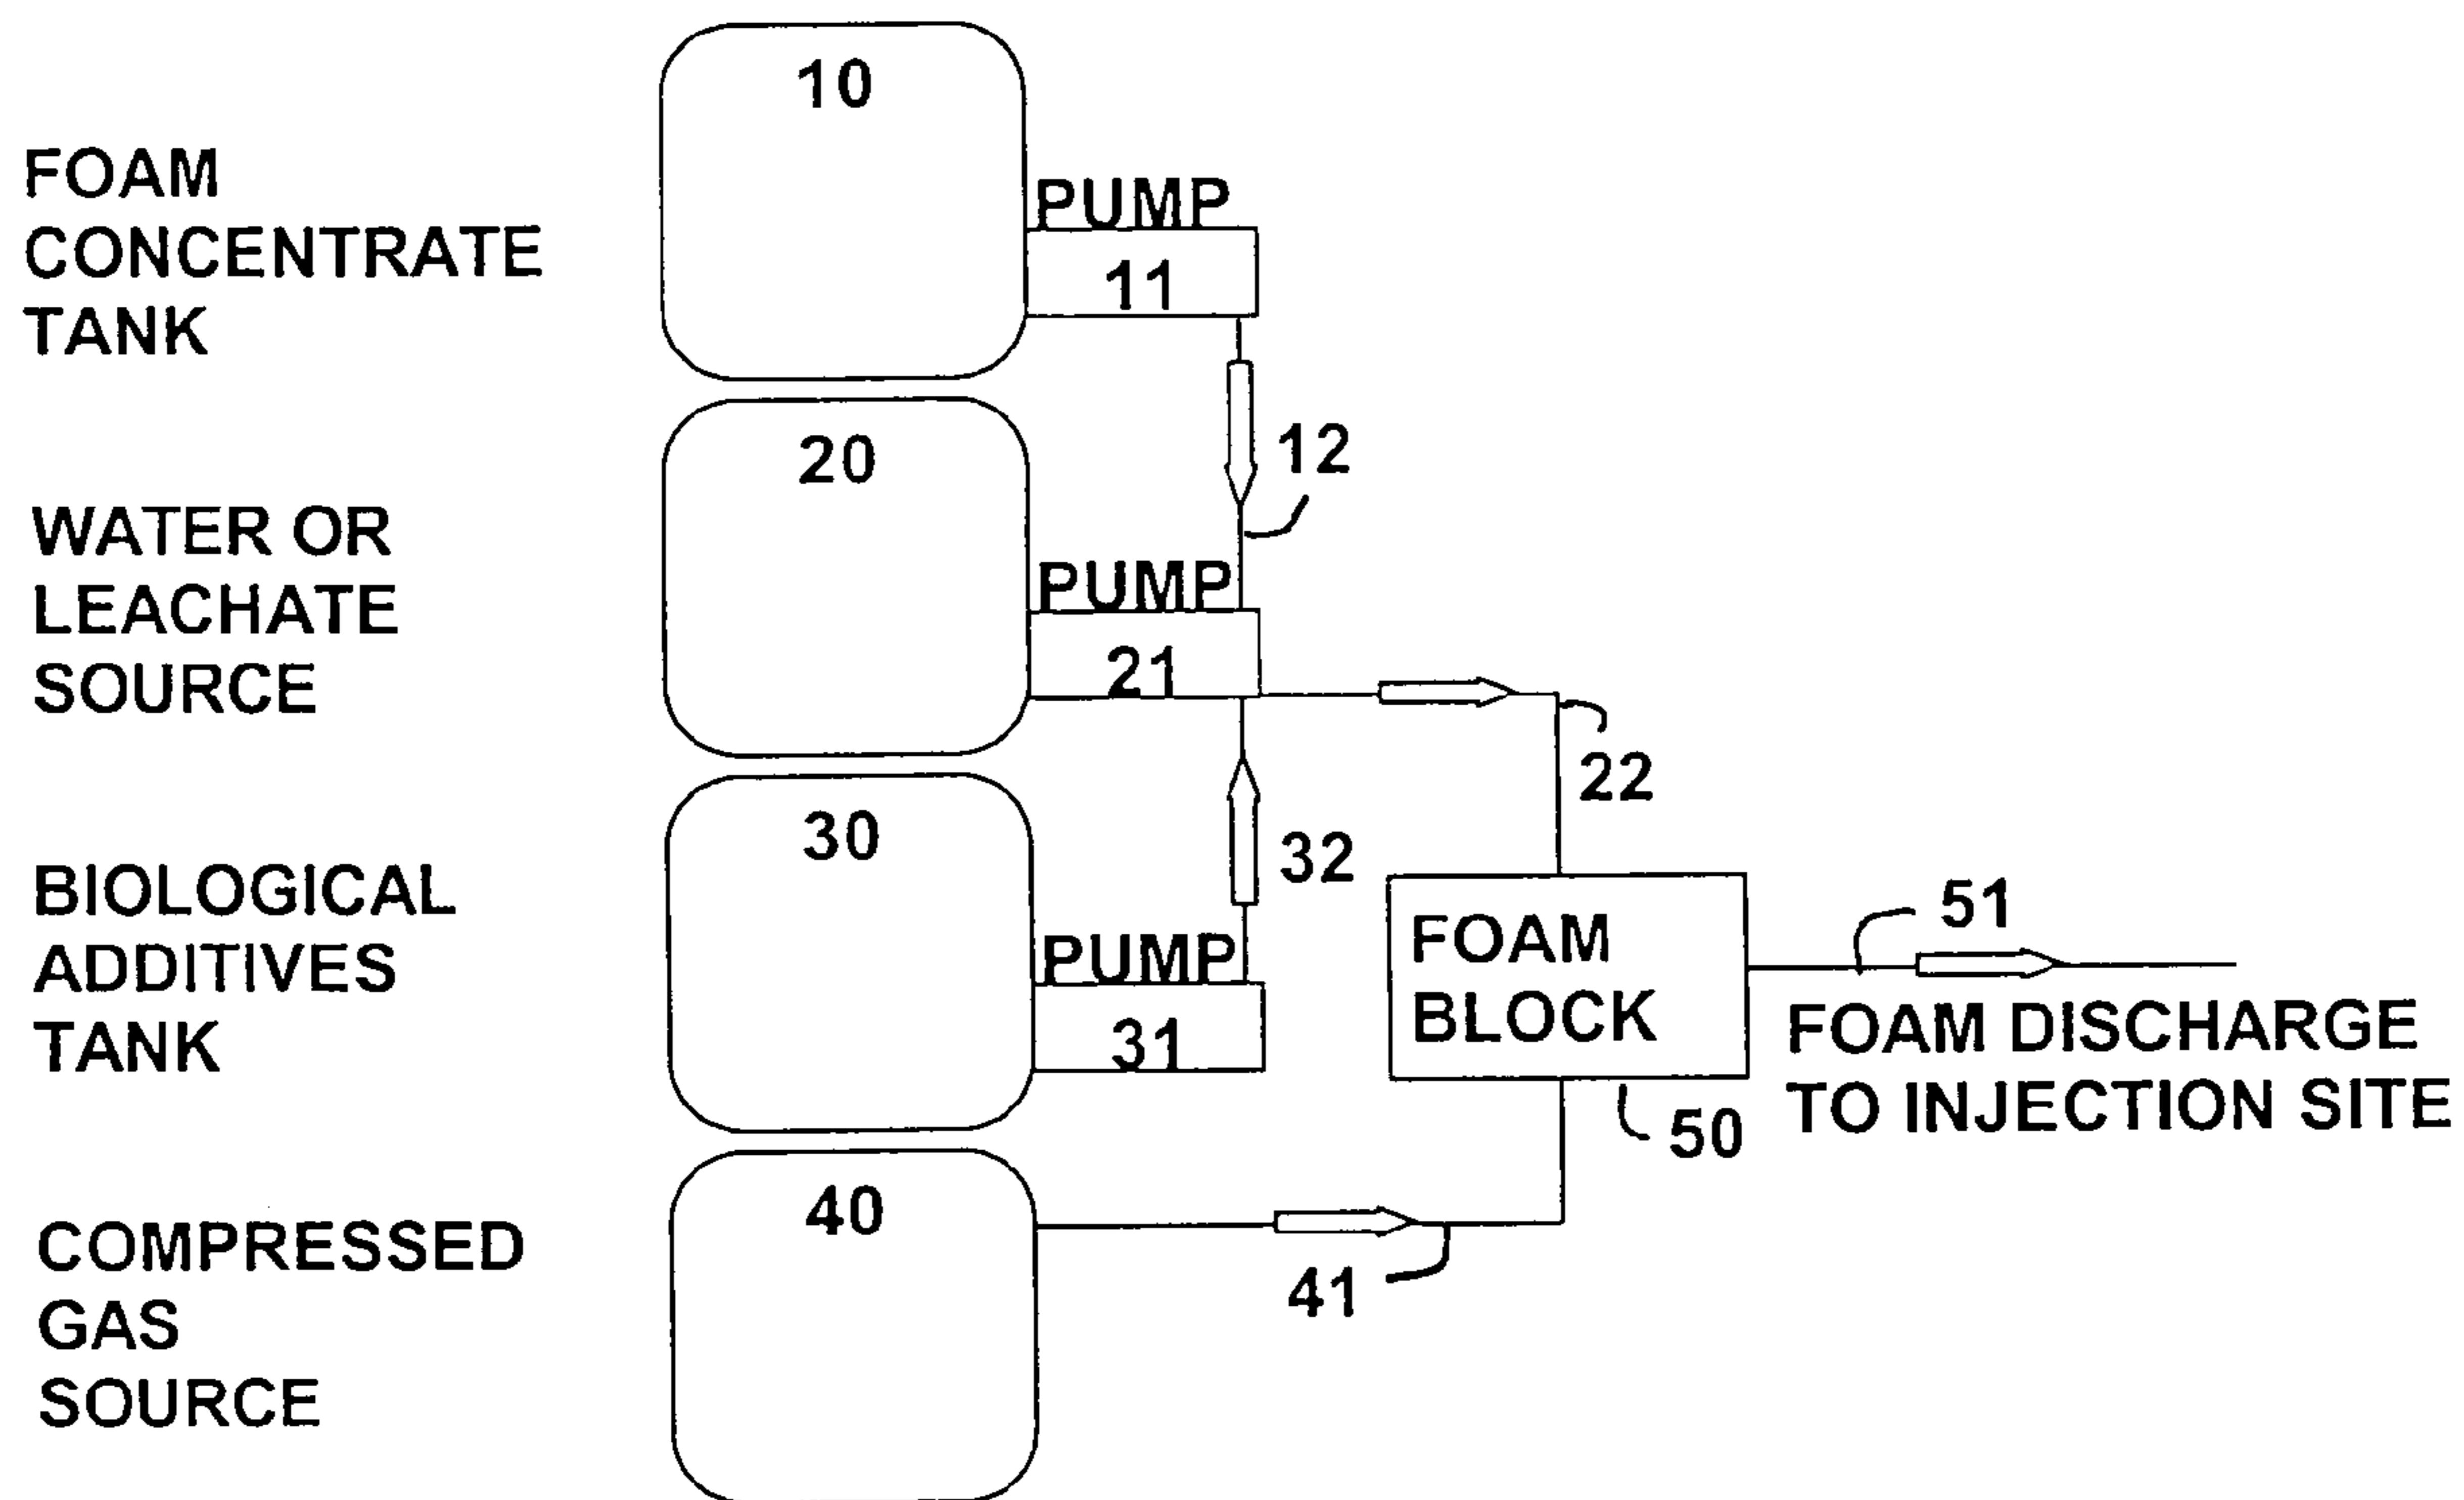 10
FOAM
CONCENTRATE
TANK
PUMP
11
12
20
WATER OR
LEACHATE
SOURCE
PUMP
21
22
30
32
BIOLOGICAL
ADDITIVES
TANK
PUMP
31
FOAM
BLOCK
51
FOAM DISCHARGE
TO INJECTION SITE
50
40
COMPRESSED
GAS
SOURCE
41